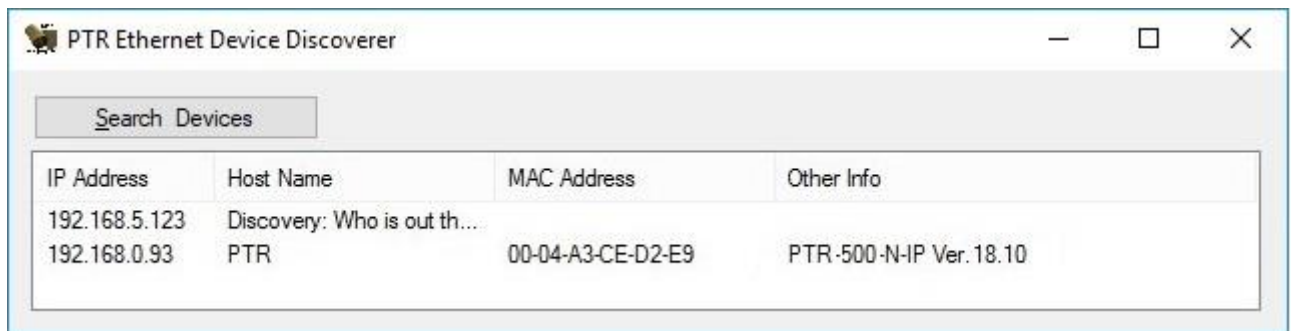 PTR Ethernet Device Discoverer
Search Devices
IP Address Host Name MAC Address Other Info
192.168.5.123 Discovery: Who is out th...
192.168.0.93 PTR 00-04-A3-CE-D2-E9 PTR-500-N-IP Ver. 18.10